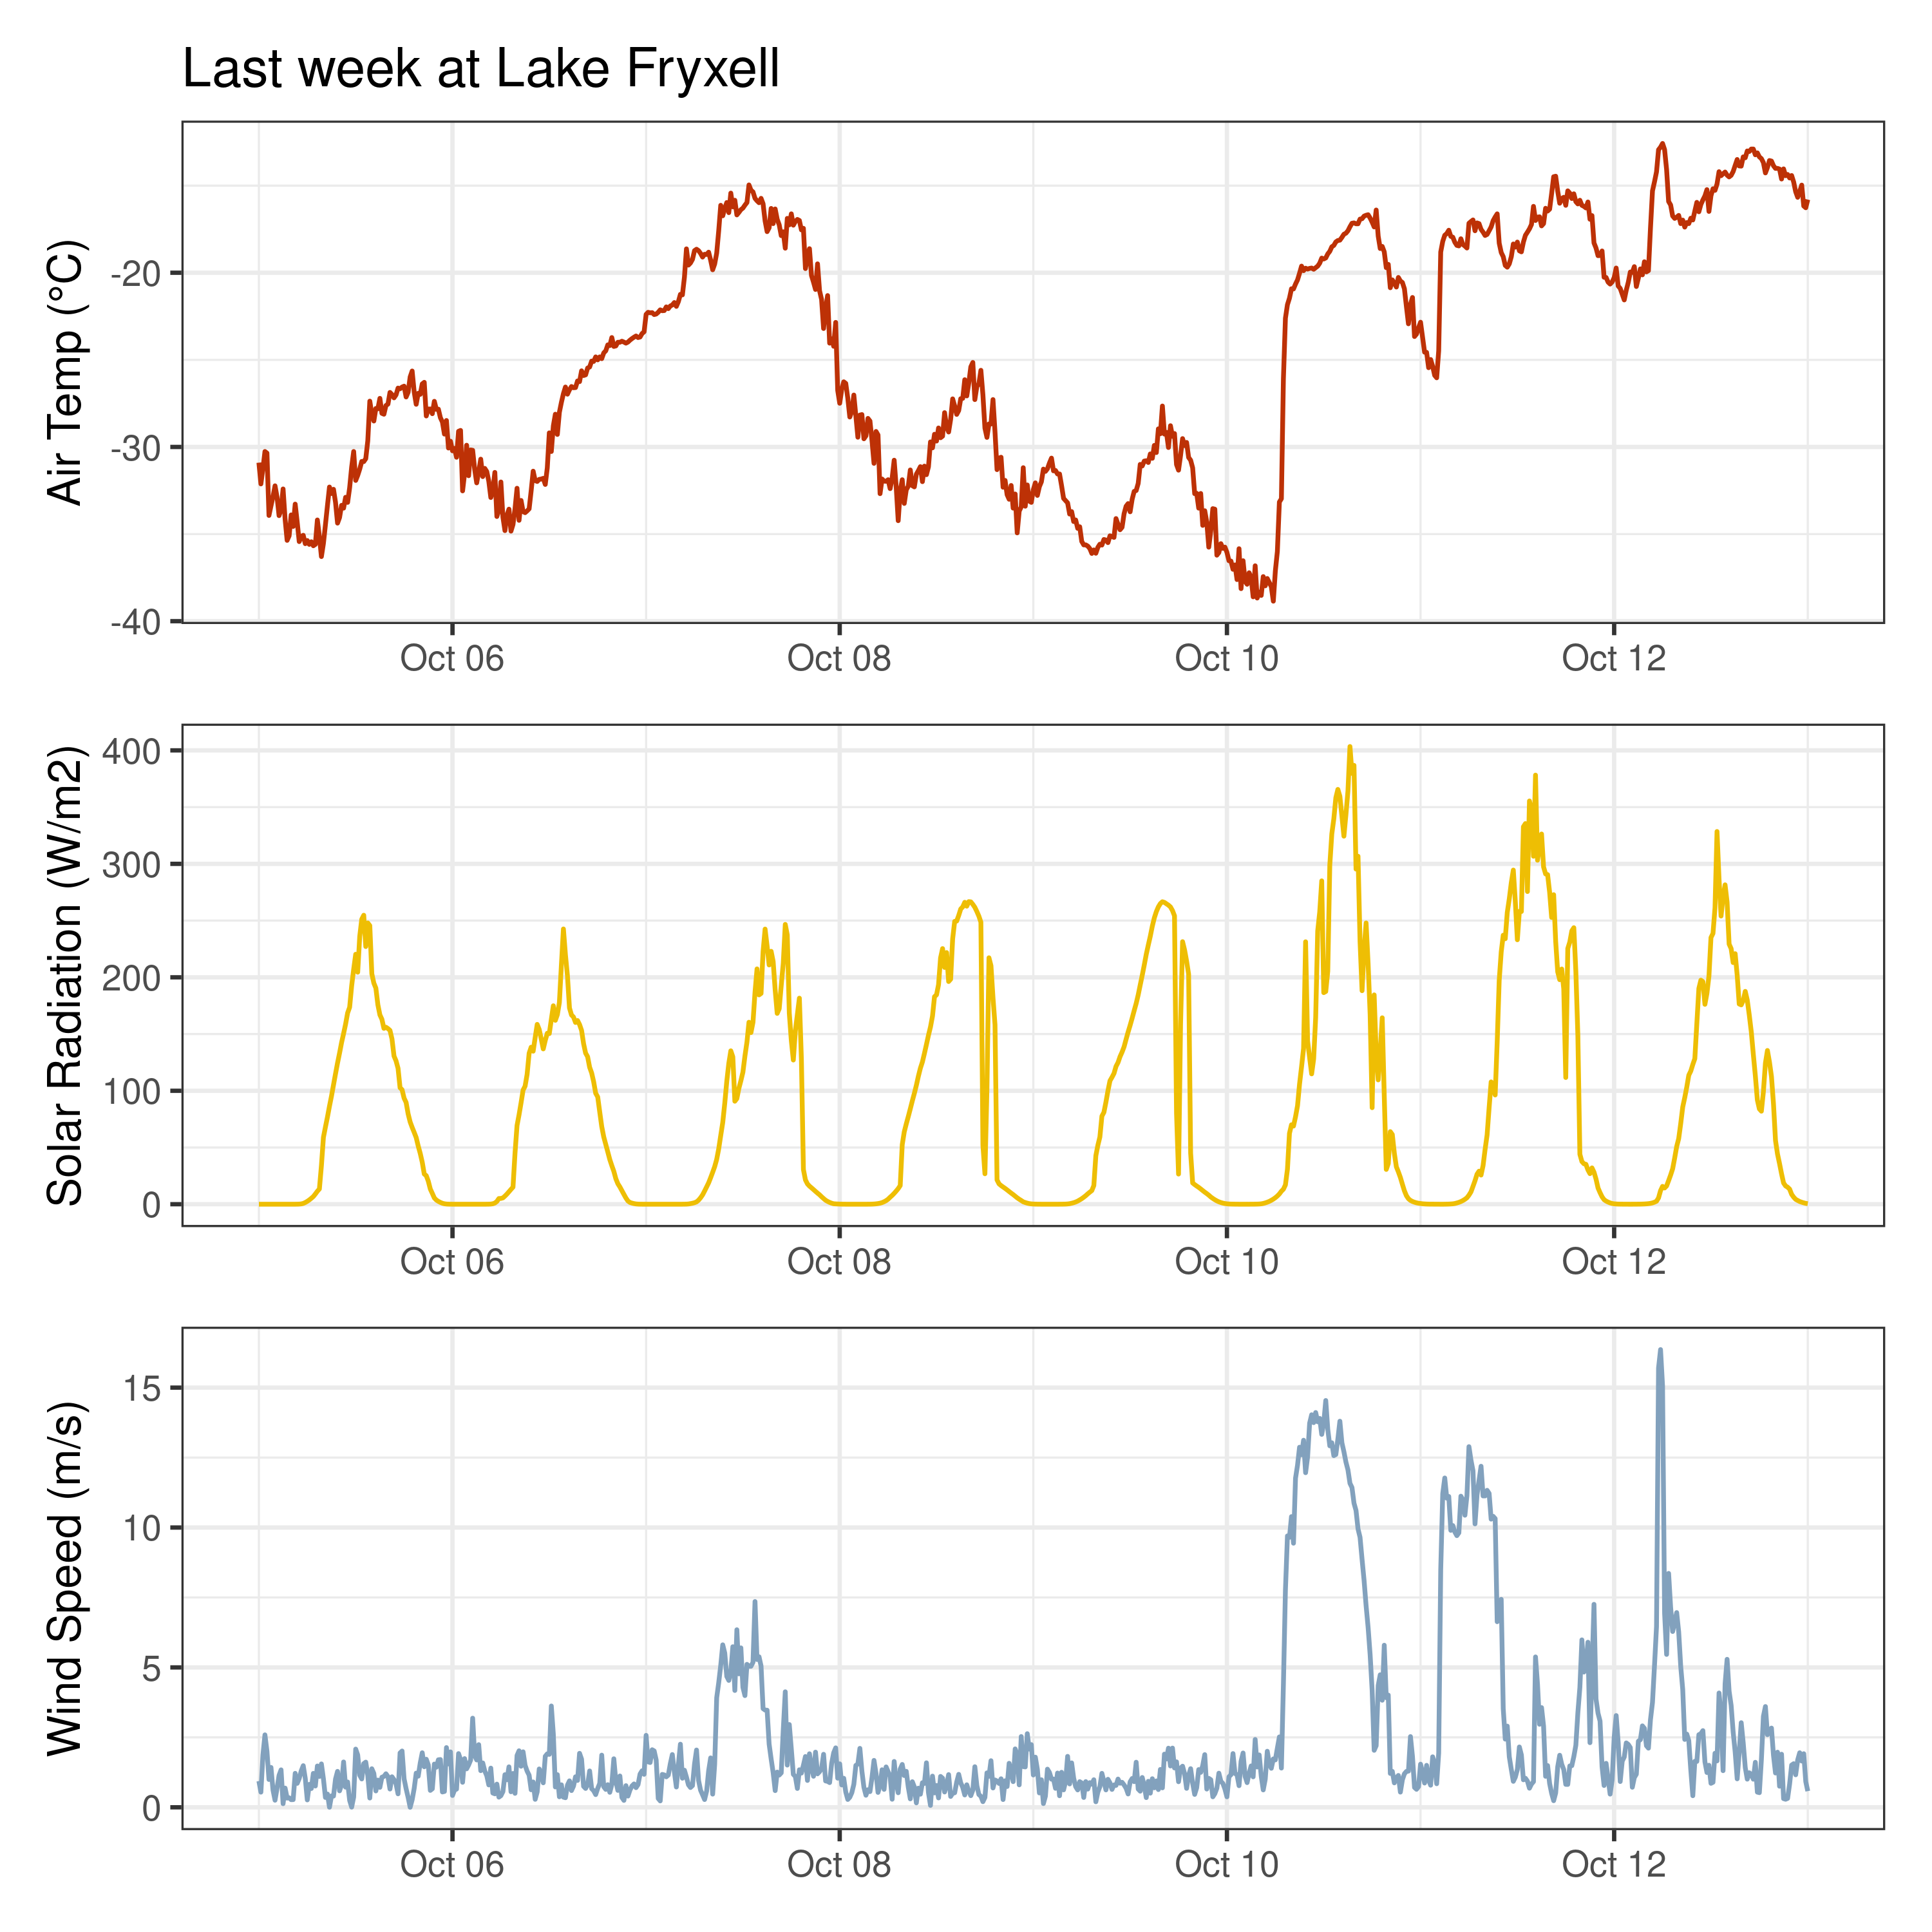 Last week at Lake Fryxell
Air Temp (°C)
-20
-30
-40
Oct 06 Oct 08 Oct 10 Oct 12
Solar Radiation (W/m2)
400
300
200
100
0
Oct 06 Oct 08 Oct 10 Oct 12
Wind Speed (m/s)
15
10
5
0
Oct 06 Oct 08 Oct 10 Oct 12